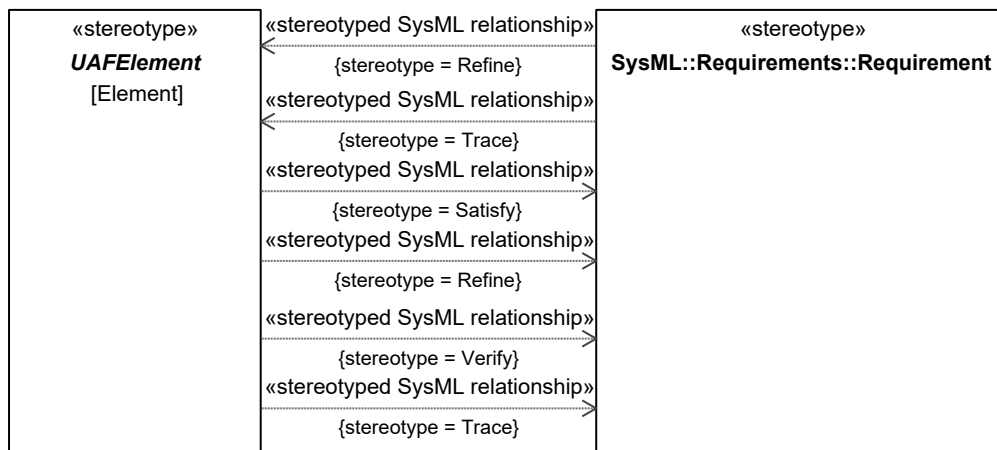 «stereotype»
UAFElement
[Element]
«stereotyped SysML relationship»
{stereotype = Refine}
«stereotyped SysML relationship»
{stereotype = Trace}
«stereotyped SysML relationship»
{stereotype = Satisfy}
«stereotyped SysML relationship»
{stereotype = Refine}
«stereotyped SysML relationship»
{stereotype = Verify}
«stereotyped SysML relationship»
{stereotype = Trace}
«stereotype»
SysML::Requirements::Requirement